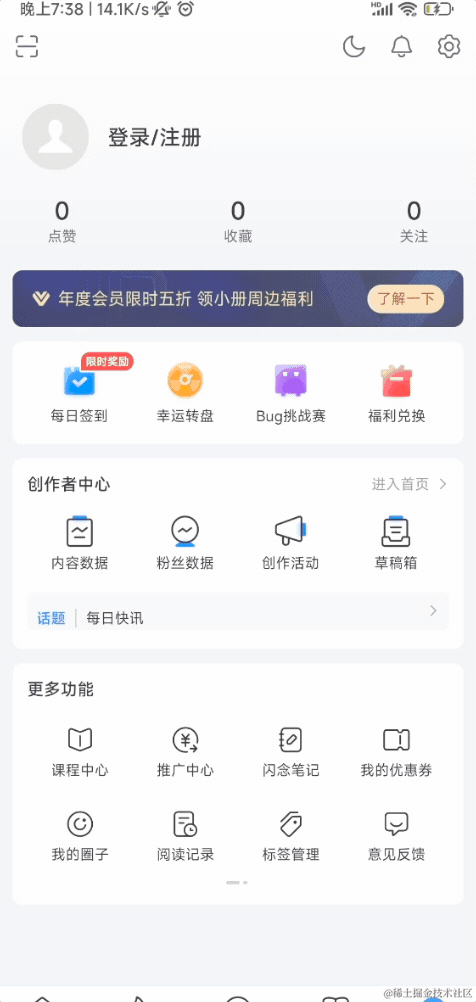 晚上7:38 | 14.1K/s
HD
登录/注册
0 0 0
点赞 收藏 关注
年度会员限时五折 领小册周边福利 了解一下
限时奖励
每日签到 幸运转盘 Bug挑战赛 福利兑换
创作者中心 进入首页
内容数据 粉丝数据 创作活动 草稿箱
话题 每日快讯
更多功能
课程中心 推广中心 闪念笔记 我的优惠券
我的圈子 阅读记录 标签管理 意见反馈
@稀土掘金技术社区